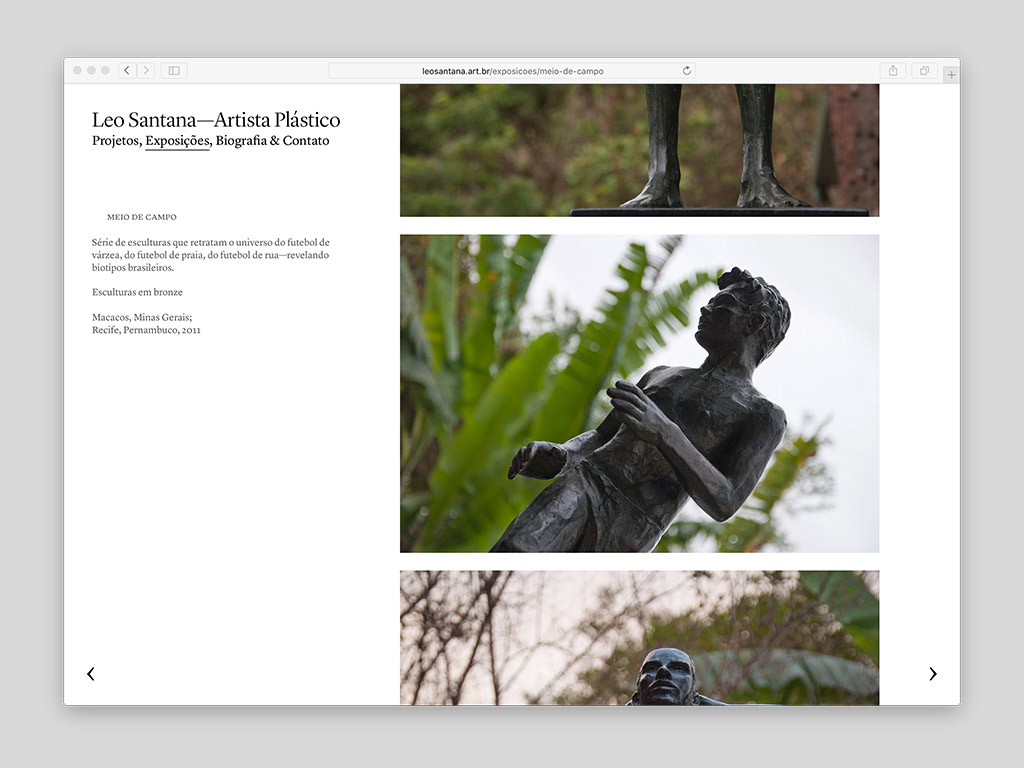 leosantana.art.br/exposicoes/meio-de-campo
Leo Santana—Artista Plástico
Projetos, Exposições, Biografia & Contato
MEIO DE CAMPO
Série de esculturas que retratam o universo do futebol de
várzea, do futebol de praia, do futebol de rua—revelando
biotipos brasileiros.
Esculturas em bronze
Macacos, Minas Gerais;
Recife, Pernambuco, 2011